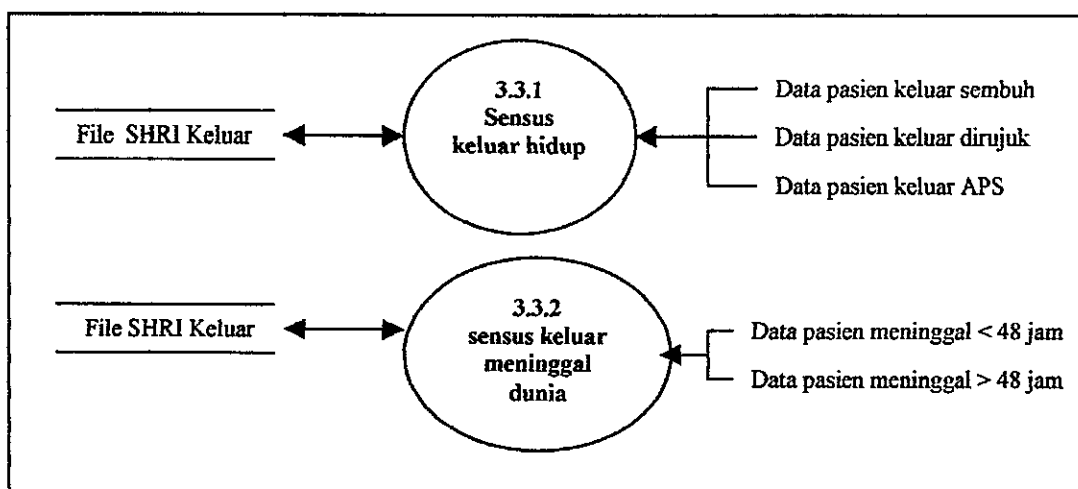 3.3.1
Sensus
keluar hidup
File SHRI Keluar
Data pasien keluar sembuh
Data pasien keluar dirujuk
Data pasien keluar APS
3.3.2
sensus keluar
meninggal
dunia
File SHRI Keluar
Data pasien meninggal < 48 jam
Data pasien meninggal > 48 jam